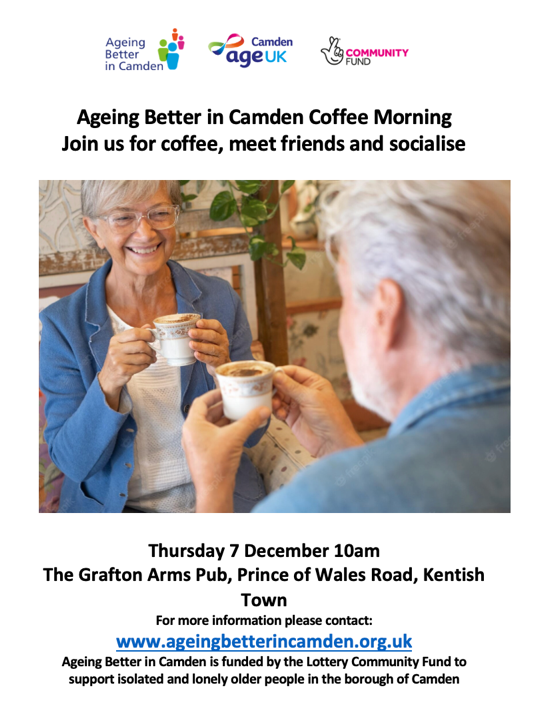 Ageing
Better
in Camden
Camden
ageUK
COMMUNITY
FUND
Ageing Better in Camden Coffee Morning
Join us for coffee, meet friends and socialise
Thursday 7 December 10am
The Grafton Arms Pub, Prince of Wales Road, Kentish
Town
For more information please contact:
www.ageingbetterincamden.org.uk
Ageing Better in Camden is funded by the Lottery Community Fund to
support isolated and lonely older people in the borough of Camden